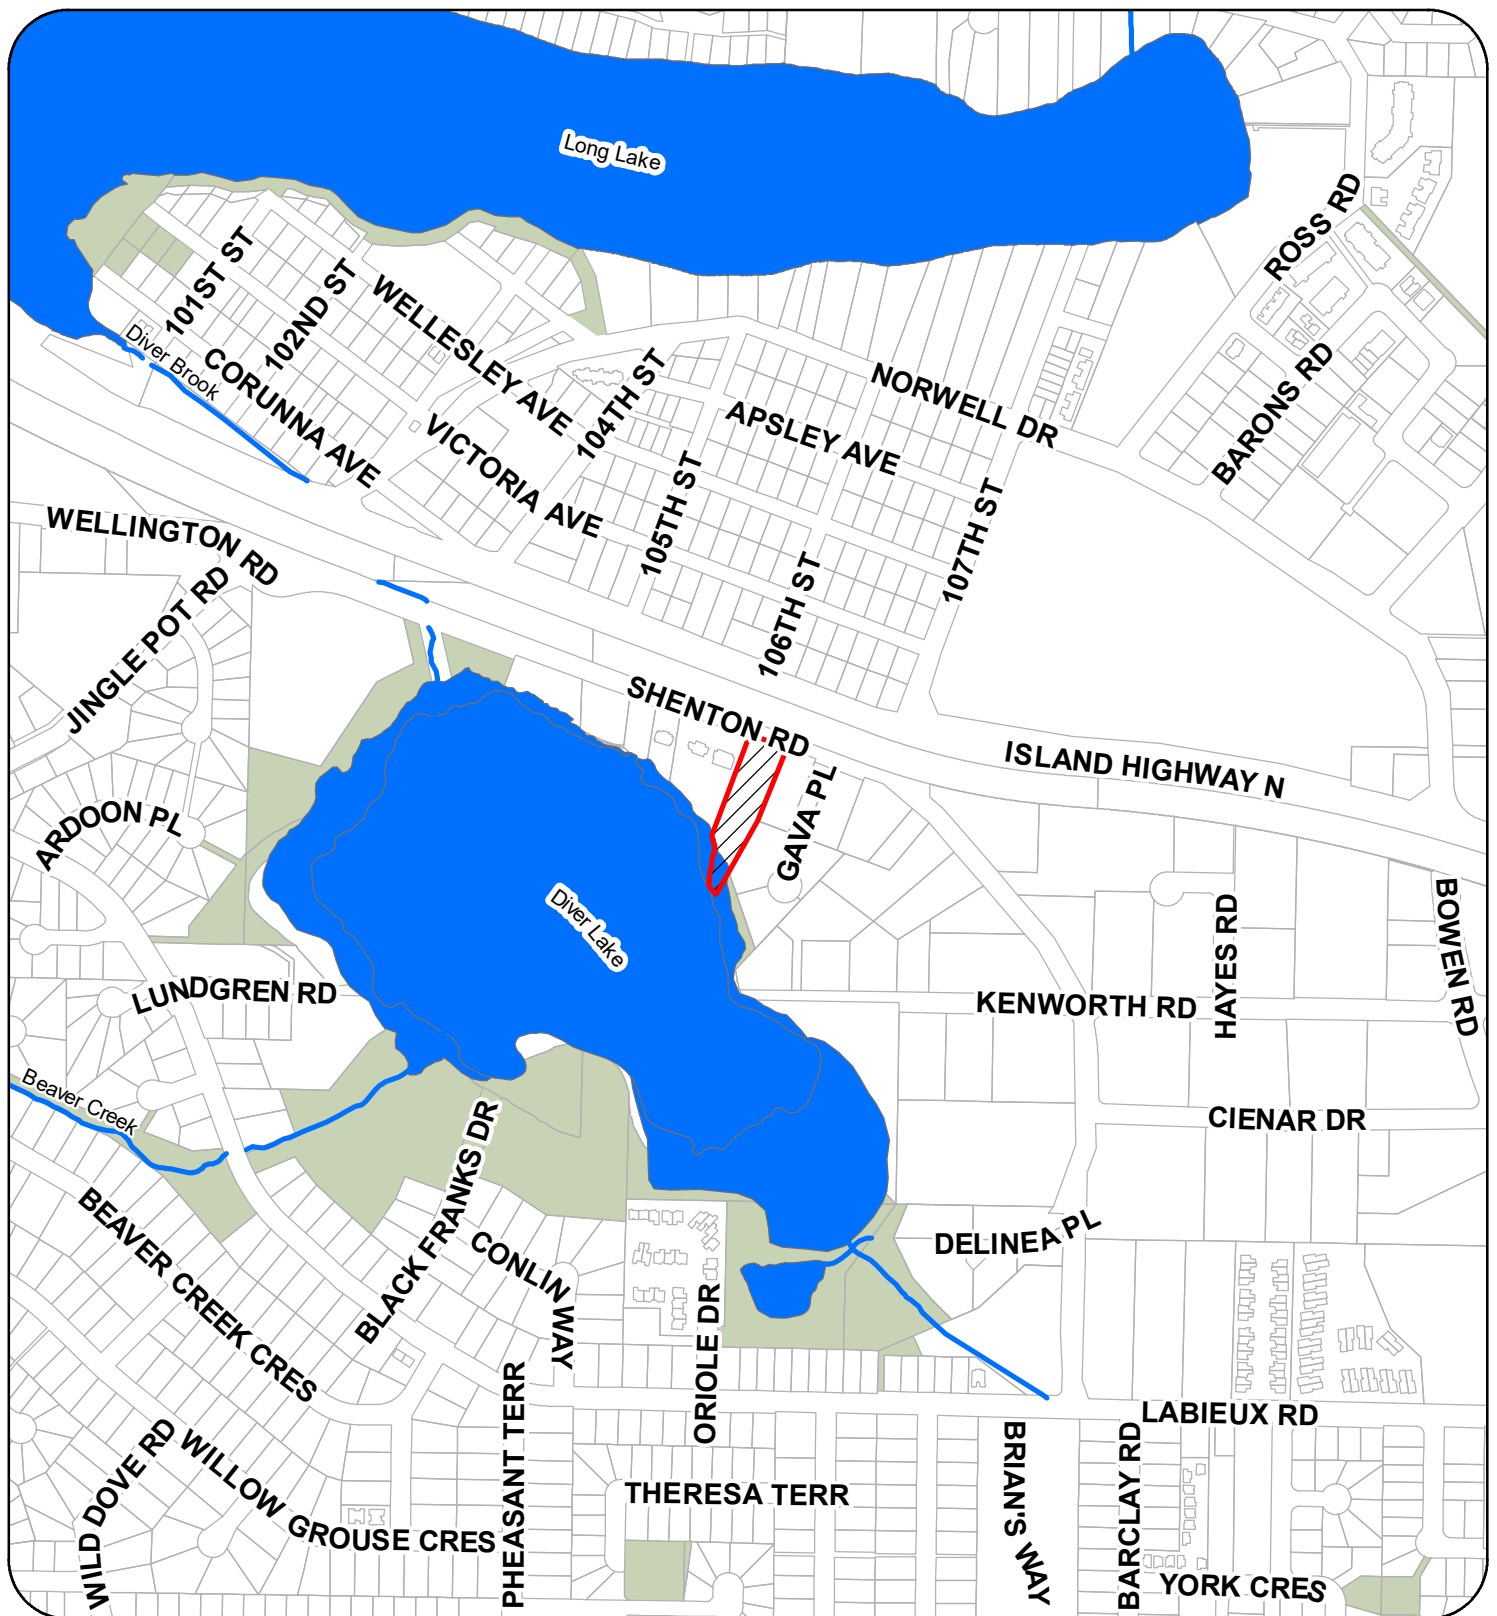 Long Lake
ROSS RD
101ST ST
102ND ST
WELLESLEY AVE
Diver Brook
CORUNNA AVE
104TH ST
NORWELL DR
BARONS RD
APSLEY AVE
VICTORIA AVE
105TH ST
107TH ST
WELLINGTON RD
106TH ST
JINGLE POT RD
SHENTON RD
ISLAND HIGHWAY N
GAVA PL
ARDOON PL
Diver Lake
HAYES RD
BOWEN RD
LUNDGREN RD
KENWORTH RD
Beaver Creek
CIENAR DR
BLACK FRANKS DR
BEAVER CREEK CRES
CONLIN WAY
DELINEA PL
ORIOLE DR
PHEASANT TERR
LABIEUX RD
WILD DOVE RD
WILLOW GROUSE CRES
THERESA TERR
BRIAN'S WAY
BARCLAY RD
YORK CRES